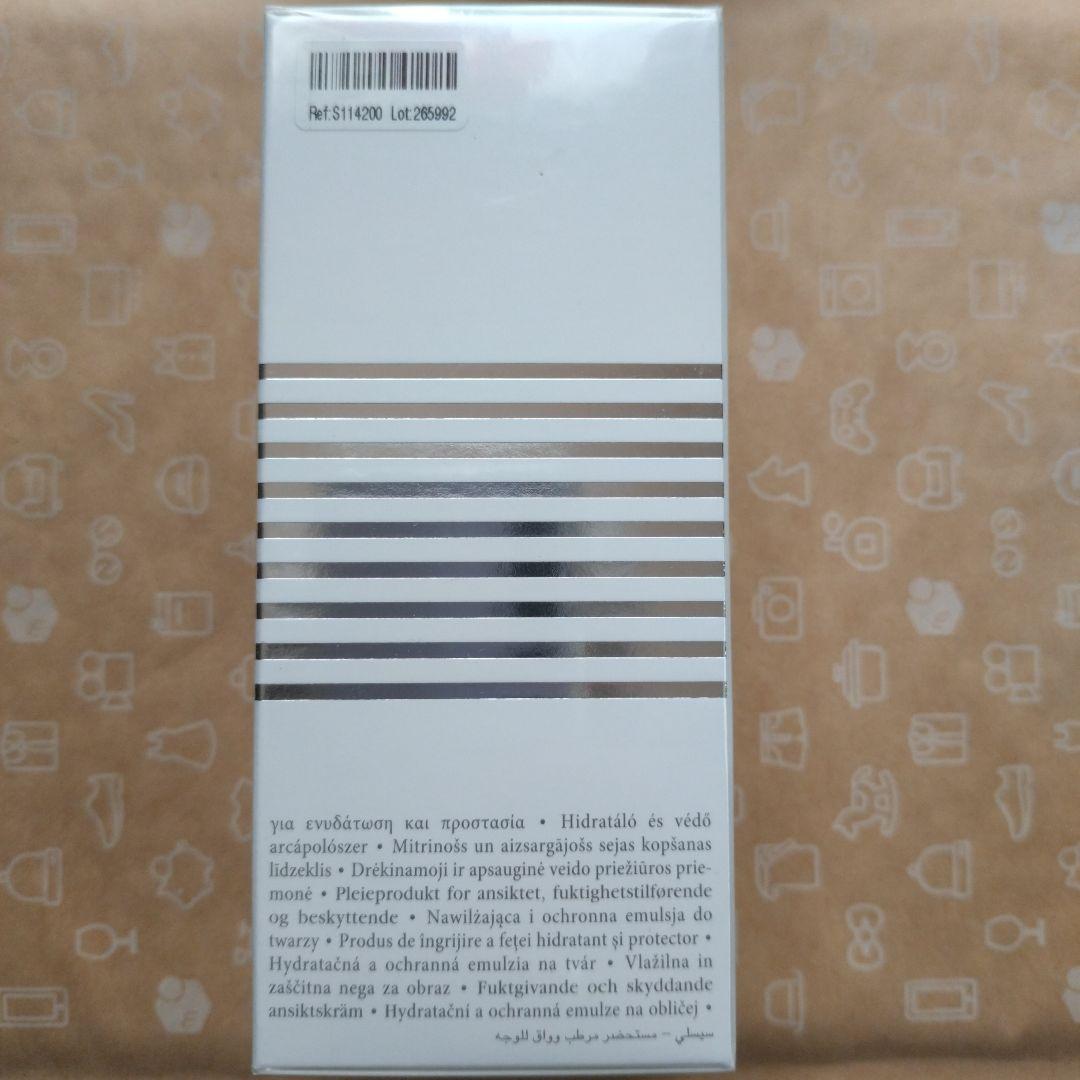 Ref:S114200 Lot:265992
για ενυδάτωση και προστασία • Hidratáló és védő
arcápolószer • Mitrinošs un aizsargājošs sejas kopšanas
līdzeklis • Drėkinamoji ir apsauginė veido priežiūros prie-
monė • Pleieprodukt for ansiktet, fuktighetstilførende
og beskyttende • Nawilżająca i ochronna emulsja do
twarzy • Produs de îngrijire a feței hidratant și protector •
Hydratačná a ochranná emulzia na tvár • Vlažilna in
zaščitna nega za obraz • Fuktgivande och skyddande
ansiktskräm • Hydratační a ochranná emulze na obličej •
سيسلي – مستحضر مرطب وواق للوجه